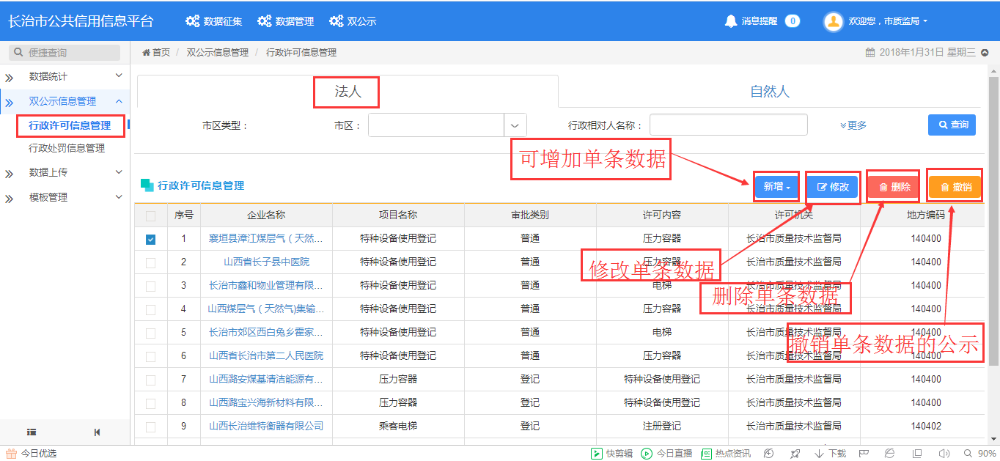 长治市公共信用信息平台 数据征集 数据管理 双公示 消息提醒 0 欢迎您，市质监局
便捷查询 首页 / 双公示信息管理 / 行政许可信息管理 2018年1月31日 星期三
数据统计
双公示信息管理
行政许可信息管理
行政处罚信息管理
数据上传
模板管理
法人 自然人
市区类型： 市区： 行政相对人名称： 更多 查询
可增加单条数据
行政许可信息管理 新增 修改 删除 撤销
序号 企业名称 项目名称 审批类别 许可内容 许可机关 地方编码
1 襄垣县漳江煤层气（天然... 特种设备使用登记 普通 压力容器 长治市质量技术监督局 140400
2 山西省长子县中医院 特种设备使用登记 普通 压力容器 长治市质量技术监督局 140400
修改单条数据
3 长治市鑫和物业管理有限... 特种设备使用登记 普通 电梯 长治市质量技术监督局 140400
删除单条数据
4 山西煤层气（天然气)集输... 特种设备使用登记 普通 压力容器 长治市质量技术监督局 140400
5 长治市郊区西白兔乡霍家... 特种设备使用登记 普通 电梯 长治市质量技术监督局 140400
撤销单条数据的公示
6 山西省长治市第二人民医院 特种设备使用登记 普通 压力容器 长治市质量技术监督局 140400
7 山西潞安煤基清洁能源有... 压力容器 登记 特种设备使用登记 长治市质量技术监督局 140400
8 山西潞宝兴海新材料有限... 压力容器 登记 特种设备使用登记 长治市质量技术监督局 140400
9 山西长治维特衡器有限公司 乘客电梯 登记 注册登记 长治市质量技术监督局 140402
今日优选 快剪辑 今日直播 热点资讯 下载 90%